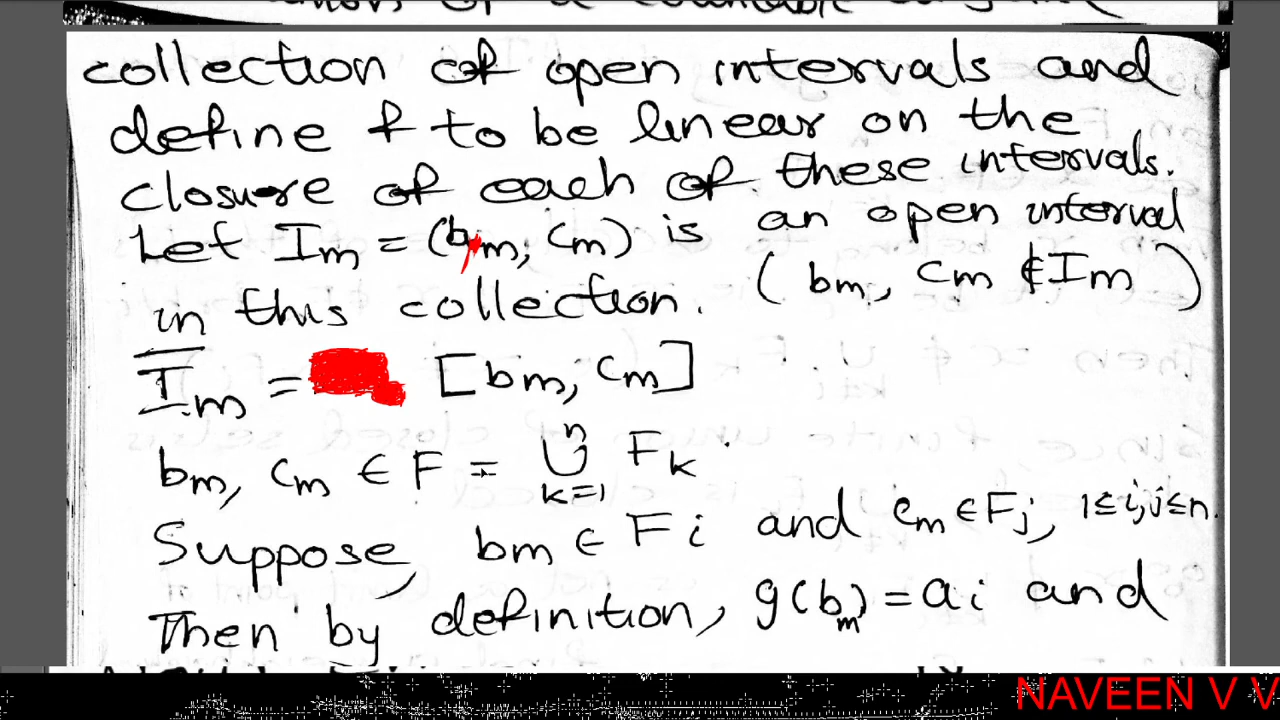 collection of open intervals and
define f to be linear on the
closure of each of these intervals.
Let Im = (bm, cm) is an open interval
in this collection. (bm, cm ∉ Im)
I̅m = [bm, cm]
bm, cm ∈ F = ⋃ₖ₌₁ⁿ Fk
Suppose, bm ∈ Fi and cm ∈ Fj, 1≤i,j≤n.
Then by definition, g(bm) = ai and
NAVEEN V V